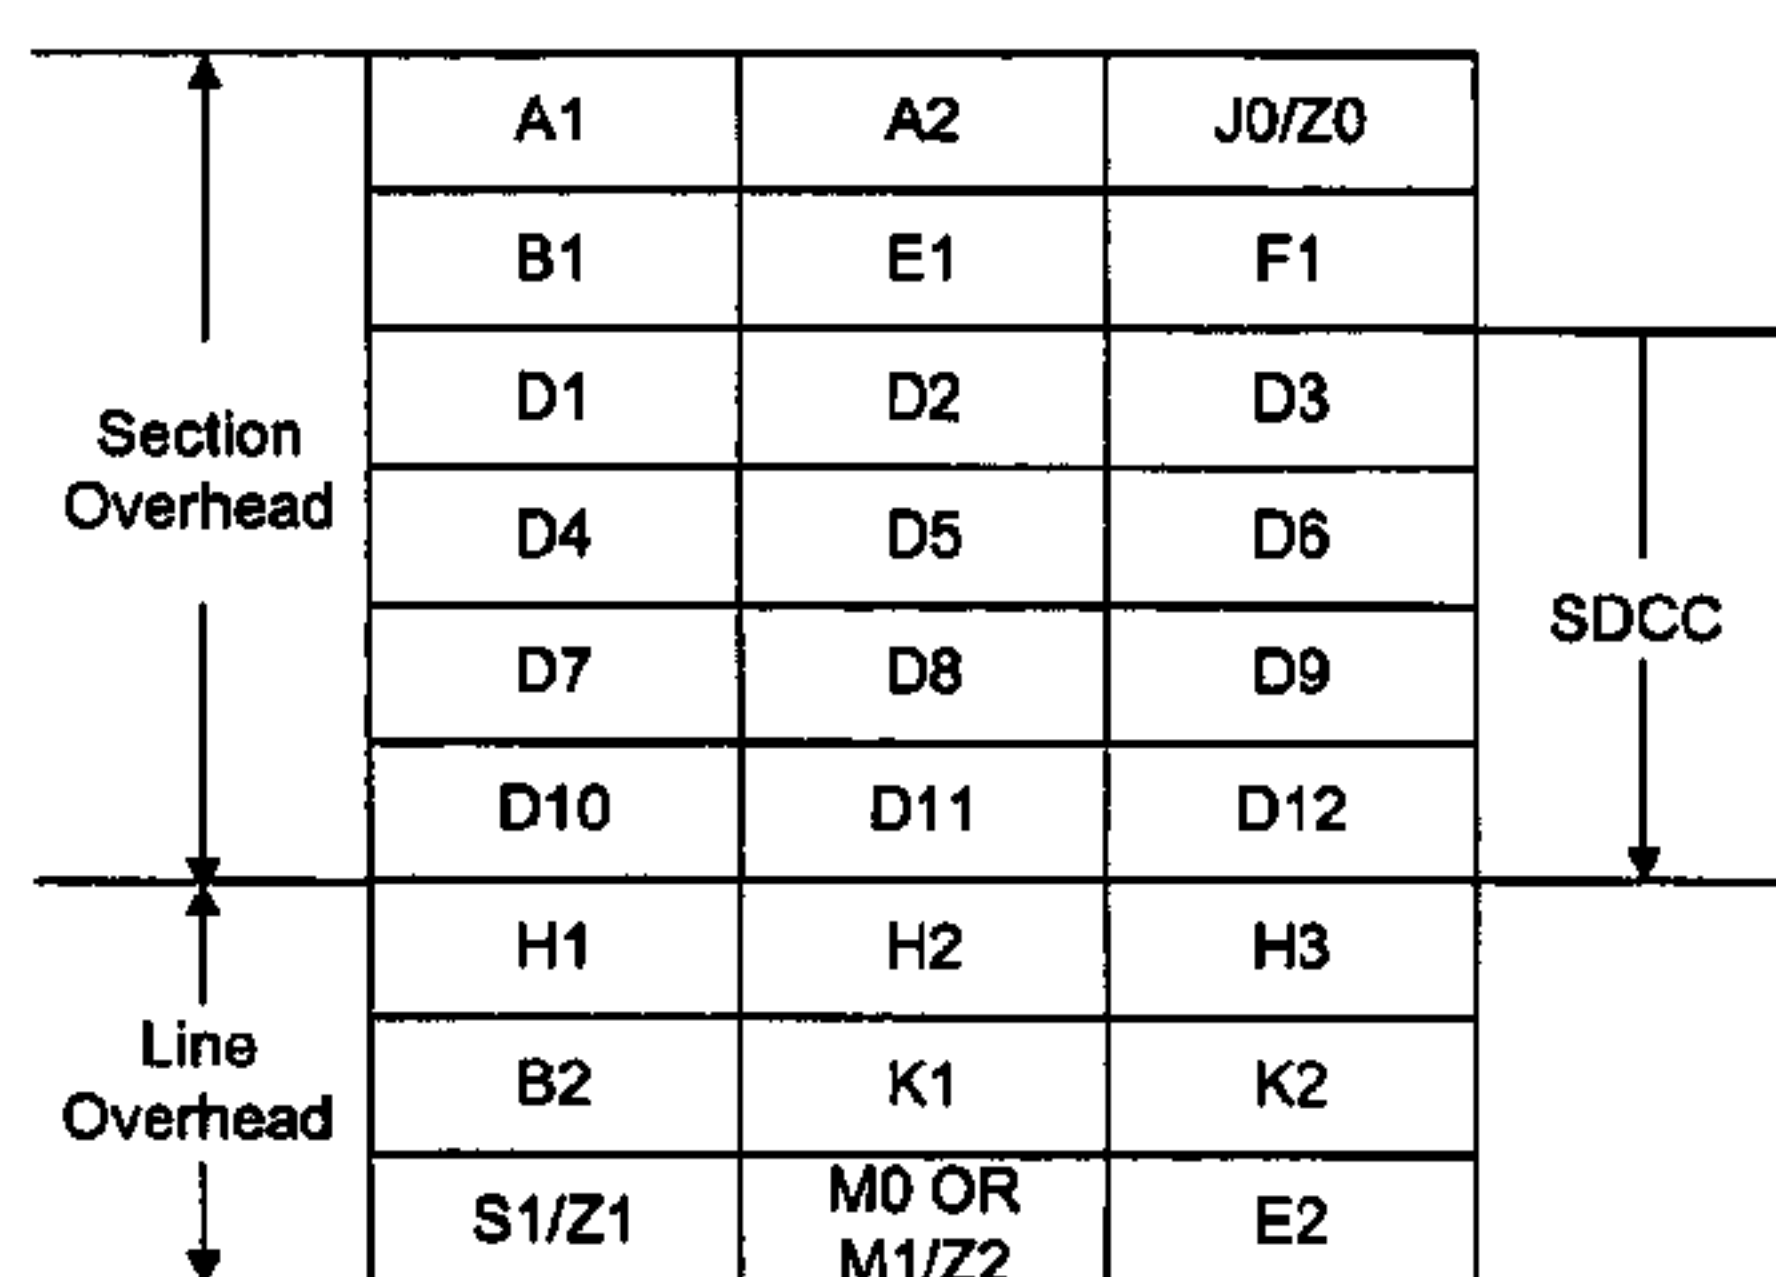 A1 A2 J0/Z0
B1 E1 F1
D1 D2 D3
Section
Overhead
D4 D5 D6
SDCC
D7 D8 D9
D10 D11 D12
H1 H2 H3
Line
Overhead
B2 K1 K2
S1/Z1 M0 OR
M1/Z2 E2